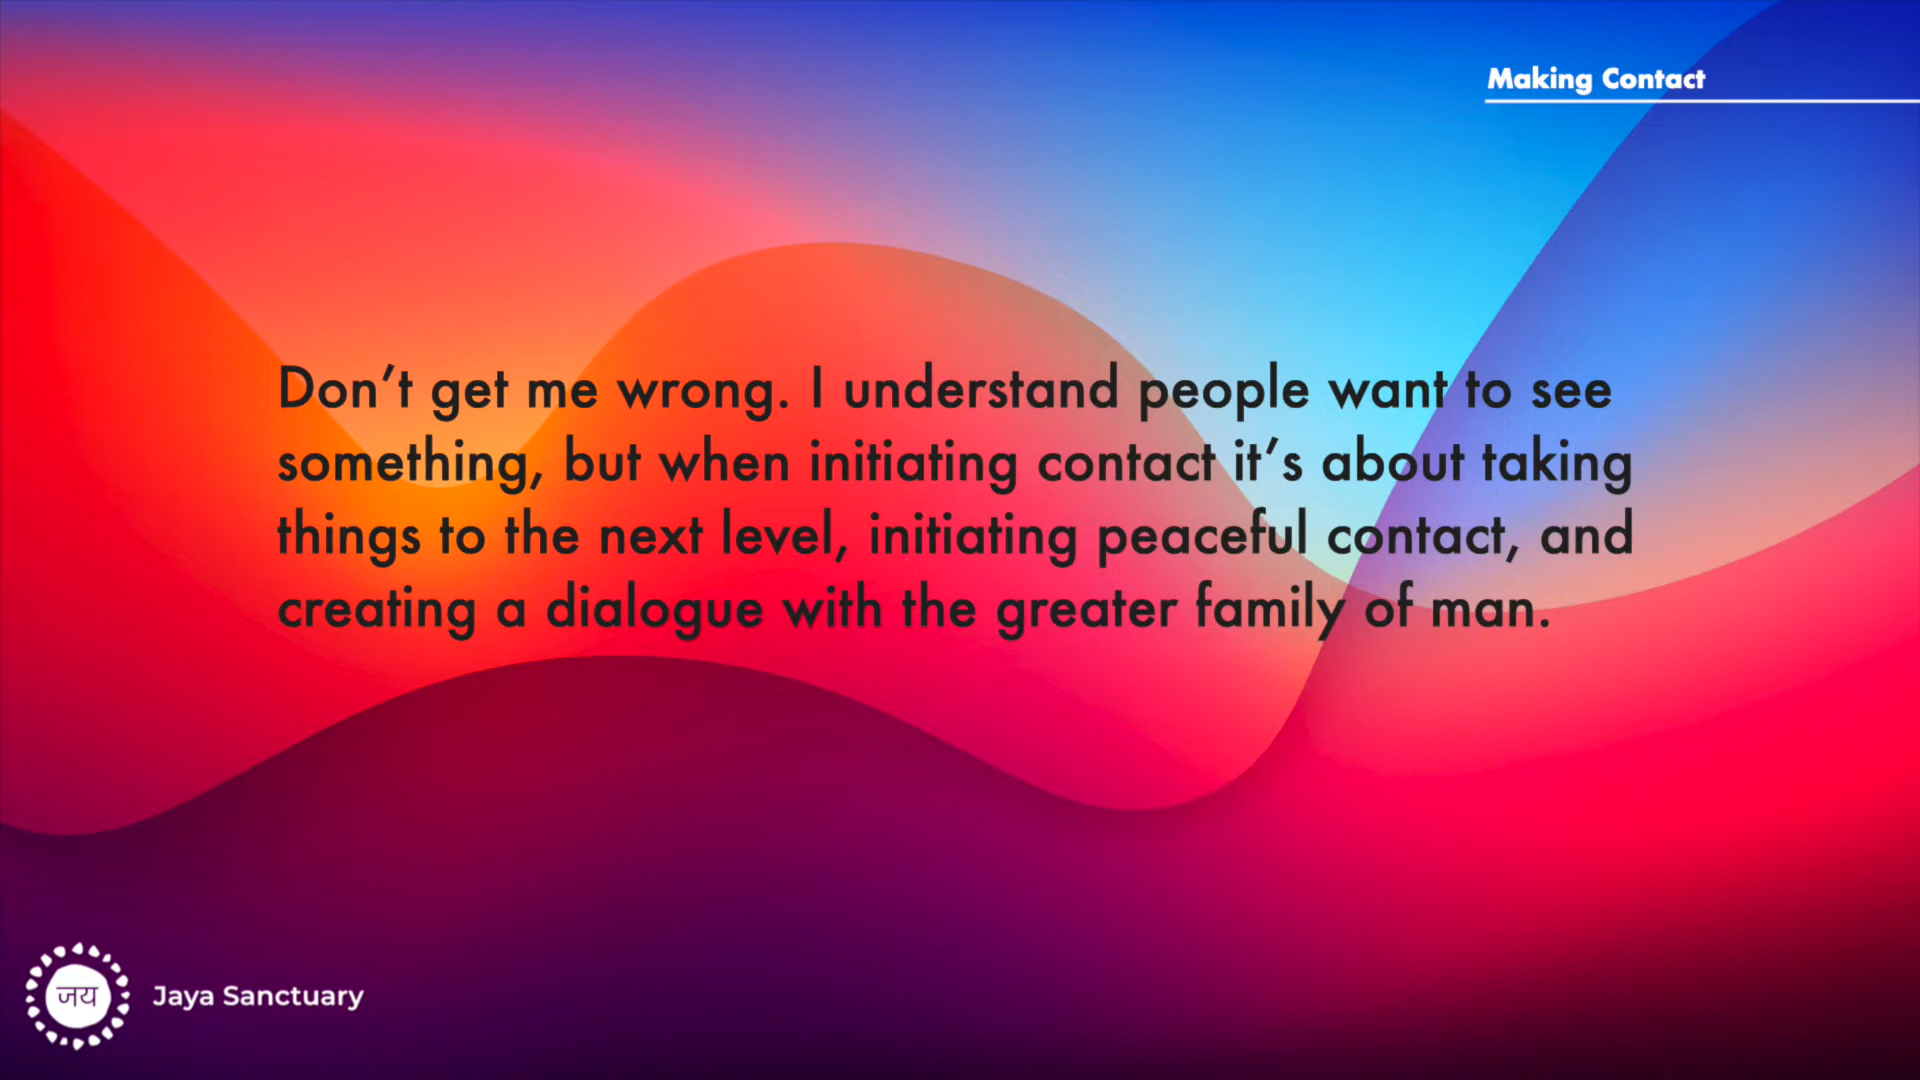 Making Contact
Don’t get me wrong. I understand people want to see
something, but when initiating contact it’s about taking
things to the next level, initiating peaceful contact, and
creating a dialogue with the greater family of man.
जय
Jaya Sanctuary